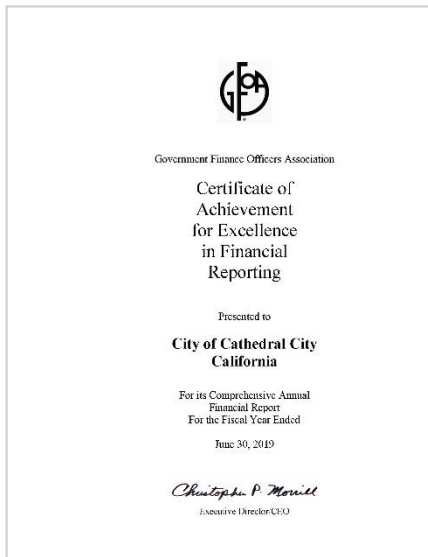 GFOA
Government Finance Officers Association
Certificate of
Achievement
for Excellence
in Financial
Reporting
Presented to
City of Cathedral City
California
For its Comprehensive Annual
Financial Report
For the Fiscal Year Ended
June 30, 2019
Christopher P. Morrill
Executive Director/CEO